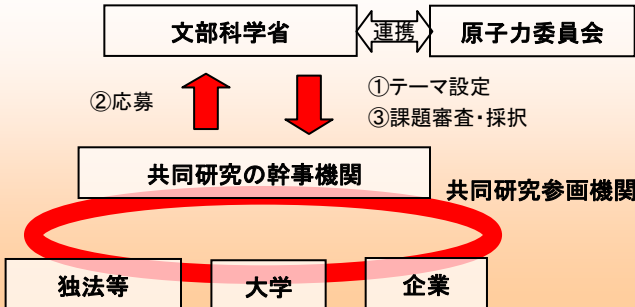 文部科学省
連携
原子力委員会
②応募
①テーマ設定
③課題審査・採択
共同研究の幹事機関
共同研究参画機関
独法等
大学
企業